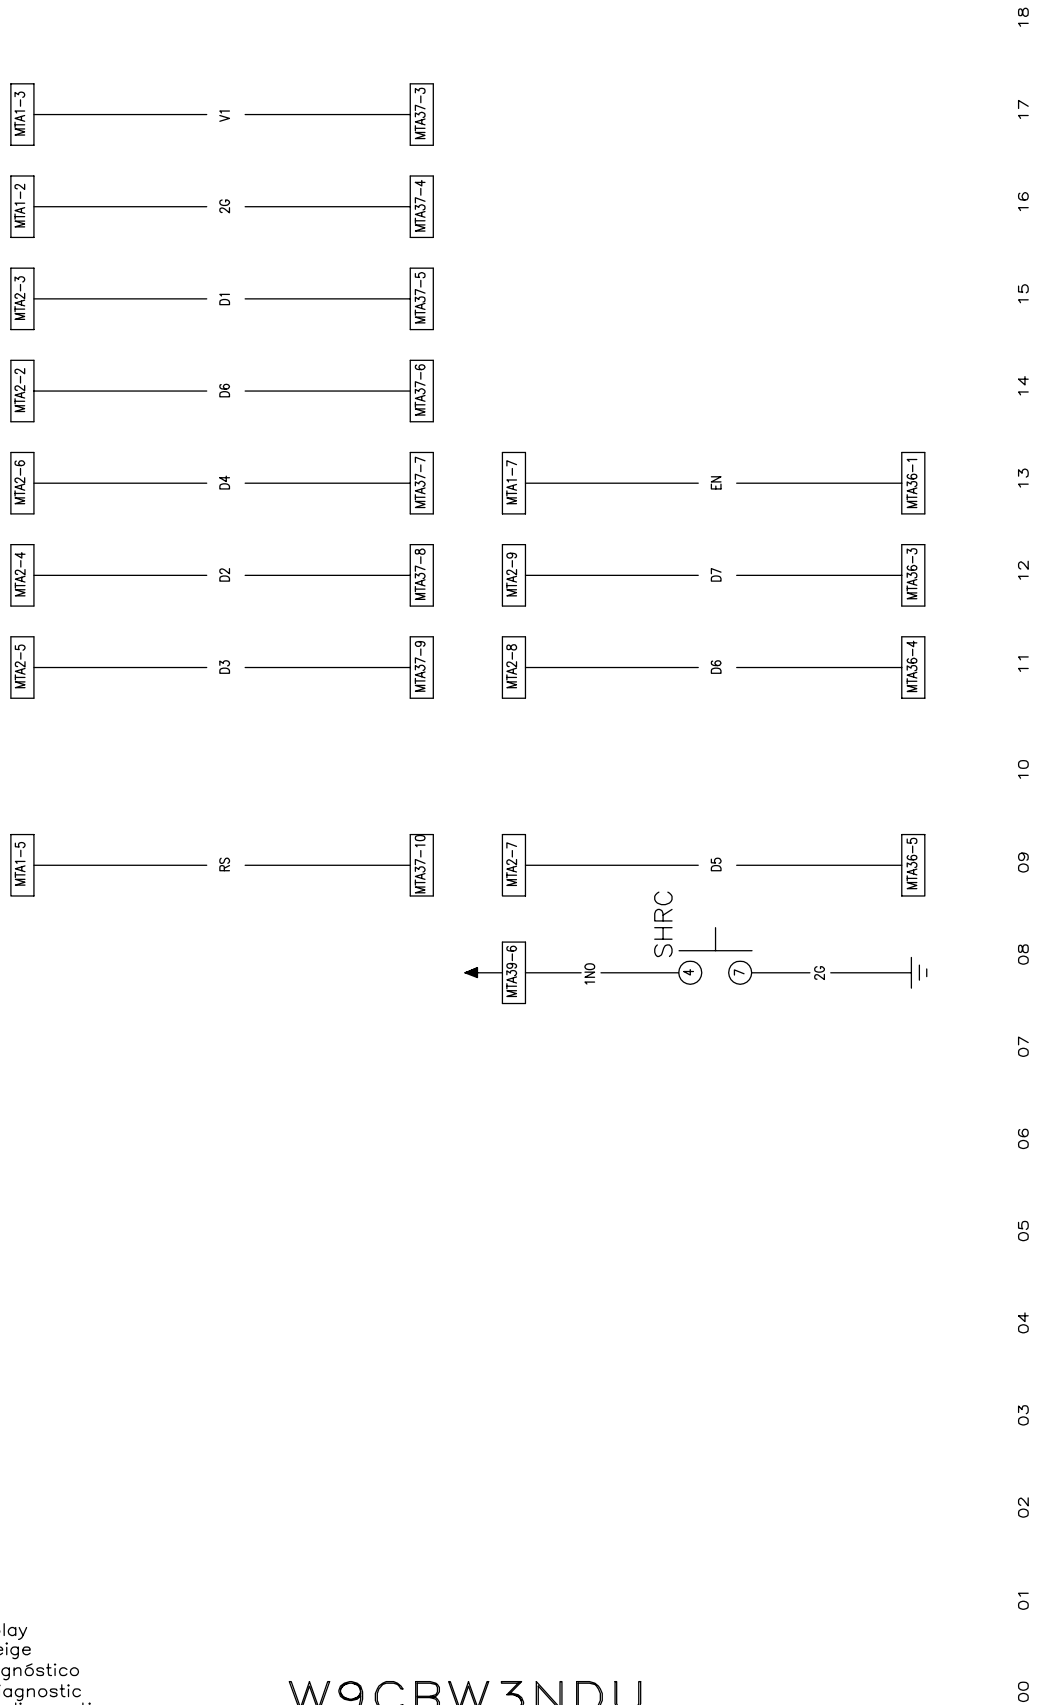 18
MTA1-3 V1 MTA37-3 17
MTA1-2 2G MTA37-4 16
MTA2-3 D1 MTA37-5 15
MTA2-2 D6 MTA37-6 14
MTA2-6 D4 MTA37-7 MTA1-7 EN MTA36-1 13
MTA2-4 D2 MTA37-8 MTA2-9 D7 MTA36-3 12
MTA2-5 D3 MTA37-9 MTA2-8 D6 MTA36-4 11
10
MTA1-5 RS MTA37-10 MTA2-7 D5 MTA36-5 09
SHRC
MTA39-6 1NO 4 7 2G 08
07
06
05
04
03
02
01
lay
eige
gnóstico
iagnostic
W9CBW3NDU
00